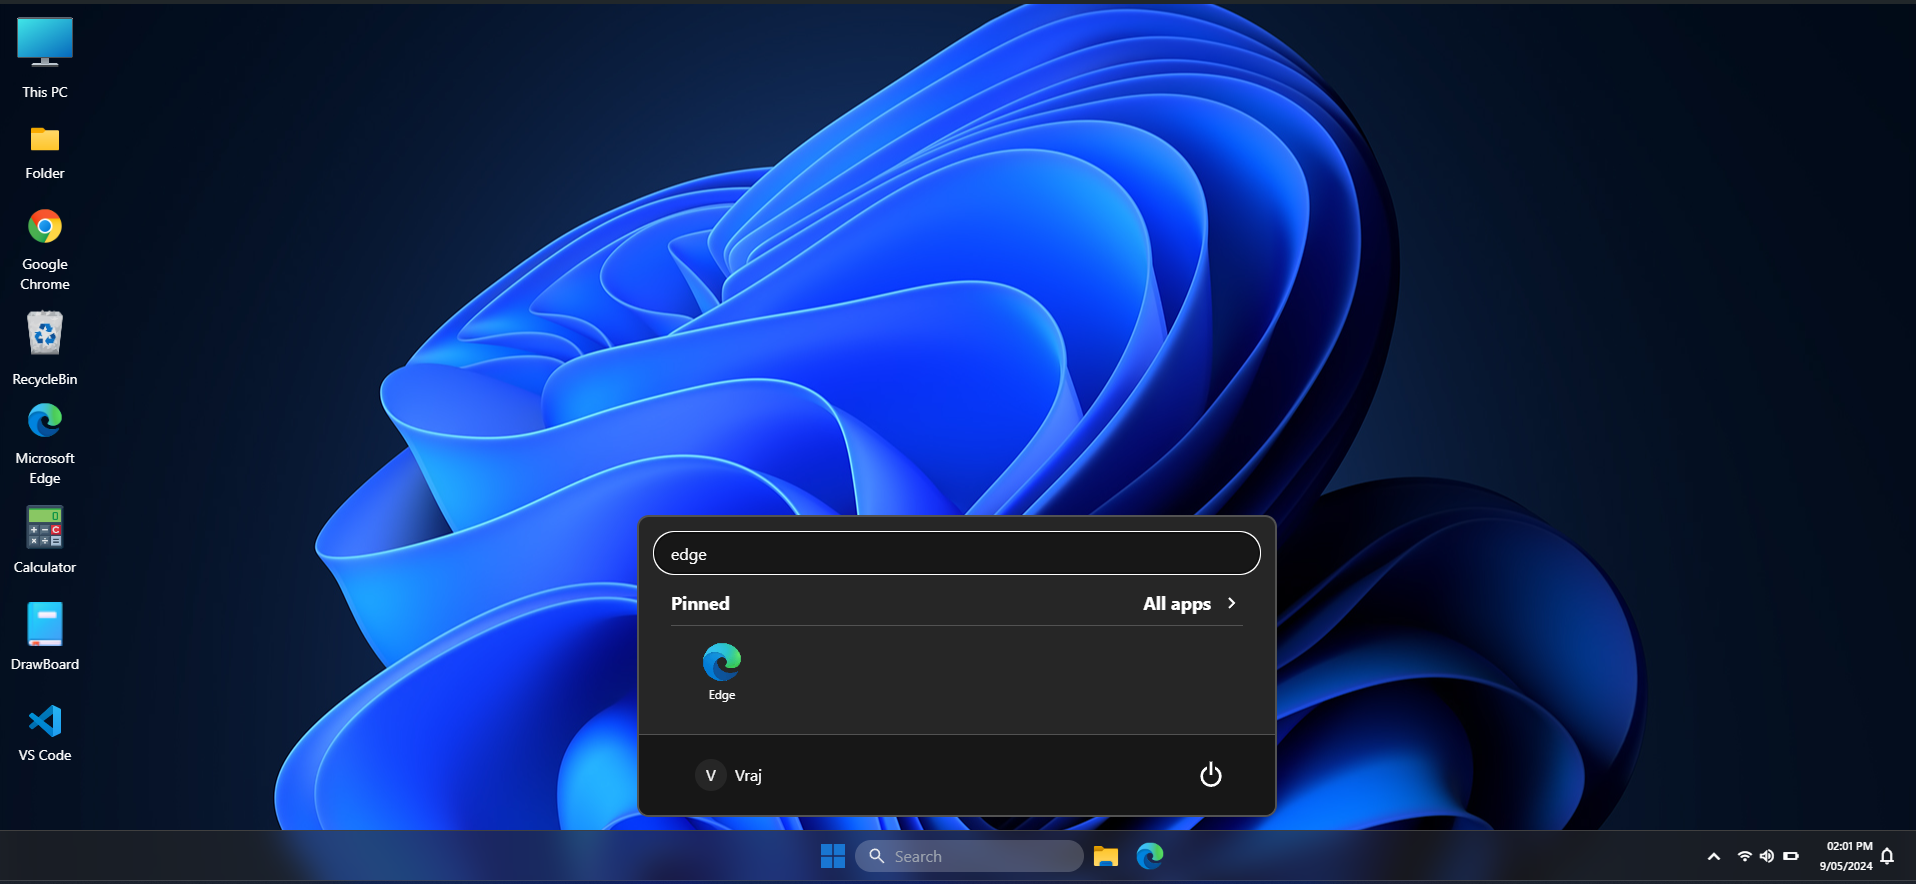 This PC
Folder
Google
Chrome
RecycleBin
Microsoft
Edge
Calculator
DrawBoard
VS Code
edge
Pinned
All apps
Edge
V
Vraj
Search
02:01 PM
9/05/2024